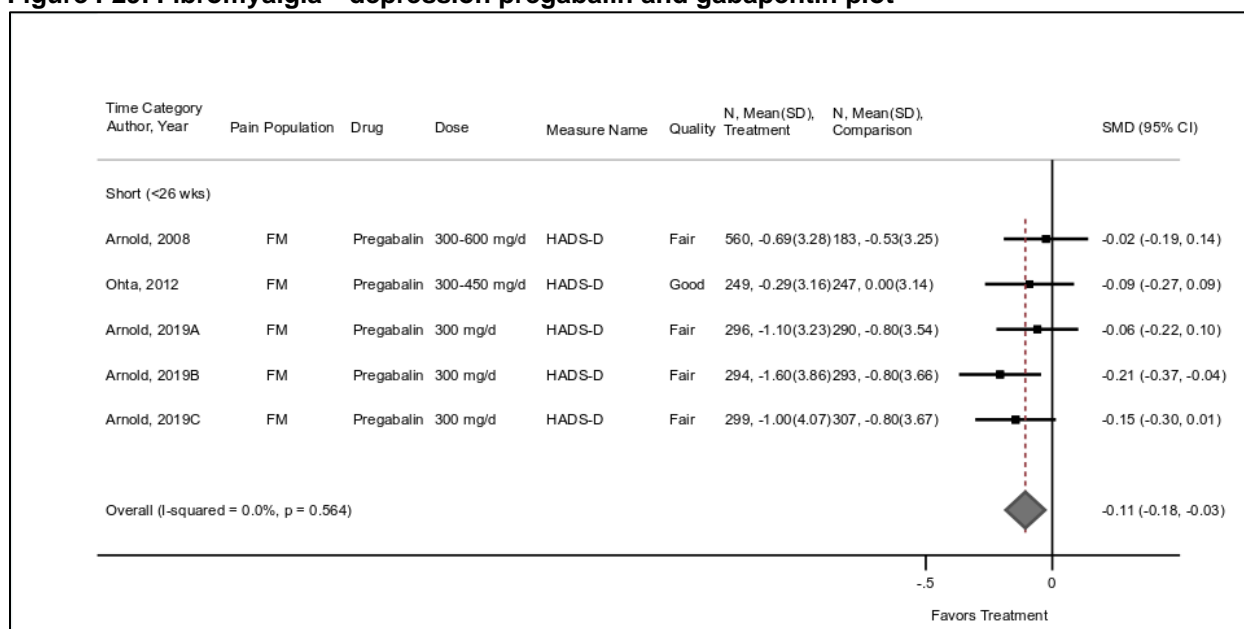 Time Category
Author, Year Pain Population Drug Dose Measure Name Quality N, Mean(SD), Treatment N, Mean(SD), Comparison SMD (95% CI)
Short (<26 wks)
Arnold, 2008 FM Pregabalin 300-600 mg/d HADS-D Fair 560, -0.69(3.28) 183, -0.53(3.25) -0.02 (-0.19, 0.14)
Ohta, 2012 FM Pregabalin 300-450 mg/d HADS-D Good 249, -0.29(3.16) 247, 0.00(3.14) -0.09 (-0.27, 0.09)
Arnold, 2019A FM Pregabalin 300 mg/d HADS-D Fair 296, -1.10(3.23) 290, -0.80(3.54) -0.06 (-0.22, 0.10)
Arnold, 2019B FM Pregabalin 300 mg/d HADS-D Fair 294, -1.60(3.86) 293, -0.80(3.66) -0.21 (-0.37, -0.04)
Arnold, 2019C FM Pregabalin 300 mg/d HADS-D Fair 299, -1.00(4.07) 307, -0.80(3.67) -0.15 (-0.30, 0.01)
Overall (I-squared = 0.0%, p = 0.564) -0.11 (-0.18, -0.03)
-.5 0
Favors Treatment